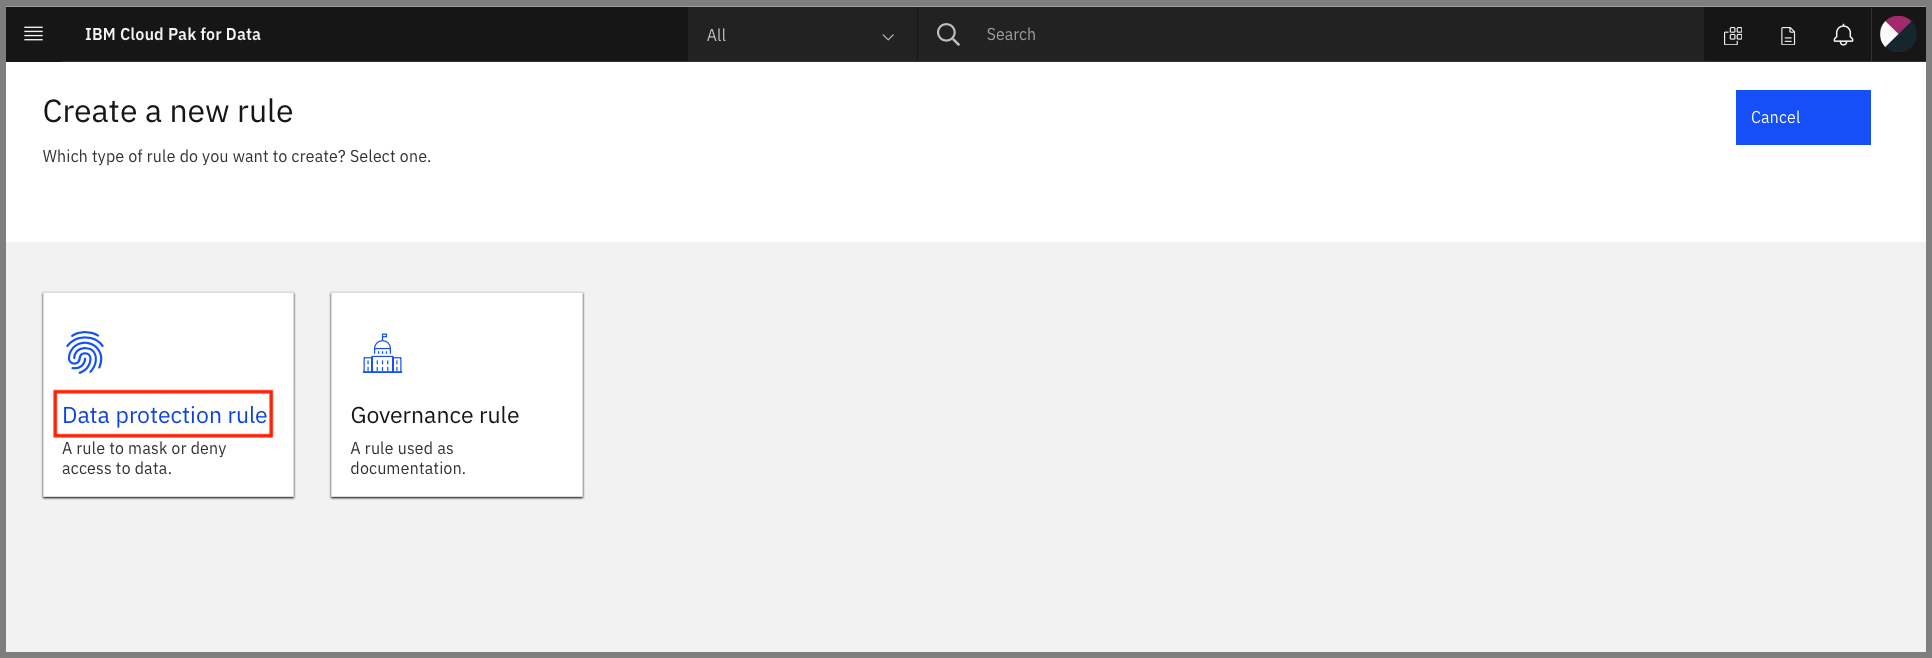 IBM Cloud Pak for Data
All
Search
Create a new rule
Cancel
Which type of rule do you want to create? Select one.
Data protection rule
A rule to mask or deny
access to data.
Governance rule
A rule used as
documentation.